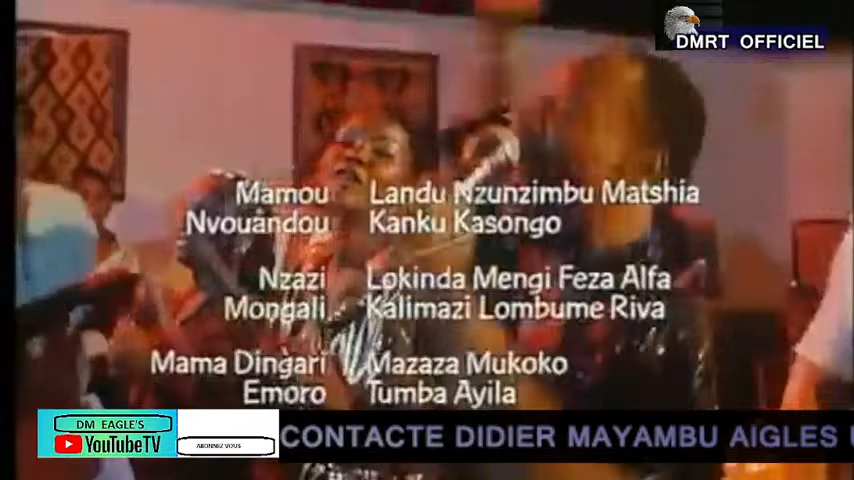 DMRT OFFICIEL
Mamou Landu Nzunzimbu Matshia
Nvouandou Kanku Kasongo
Nzazi Lokinda Mengi Feza Alfa
Mongali Kalimazi Lombume Riva
Mama Dingari Mazaza Mukoko
Emoro Tumba Ayila
DM EAGLE'S
YouTubeTV
ABONNEZ VOUS
CONTACTE DIDIER MAYAMBU AIGLES